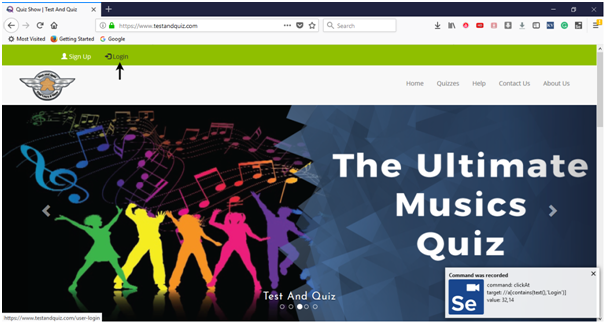 Quiz Show | Test And Quiz
https://www.testandquiz.com
Search
Most Visited
Getting Started
Google
Sign Up
Login
Home
Quizzes
Help
Contact Us
About Us
The Ultimate
Musics
Quiz
Test And Quiz
Command was recorded
command: clickAt
target: //a[contains(text(),'Login')]
value: 32,14
Se
https://www.testandquiz.com/user-login